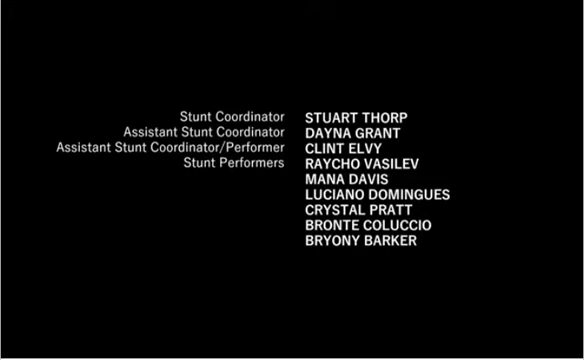 Stunt Coordinator STUART THORP
Assistant Stunt Coordinator DAYNA GRANT
Assistant Stunt Coordinator/Performer CLINT ELVY
Stunt Performers RAYCHO VASILEV
MANA DAVIS
LUCIANO DOMINGUES
CRYSTAL PRATT
BRONTE COLUCCIO
BRYONY BARKER